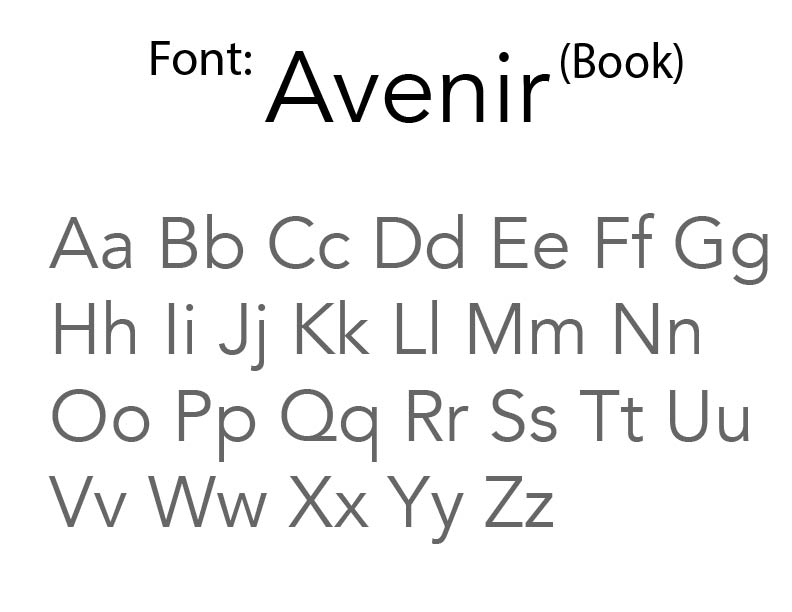 Font: Avenir (Book)
Aa Bb Cc Dd Ee Ff Gg
Hh Ii Jj Kk Ll Mm Nn
Oo Pp Qq Rr Ss Tt Uu
Vv Ww Xx Yy Zz